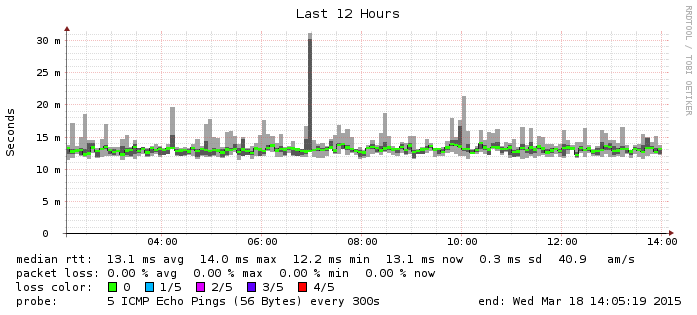 Last 12 Hours
RRDTOOL / TOBI OETIKER
Seconds
30 m
25 m
20 m
15 m
10 m
5 m
0
04:00 06:00 08:00 10:00 12:00 14:00
median rtt: 13.1 ms avg 14.0 ms max 12.2 ms min 13.1 ms now 0.3 ms sd 40.9 am/s
packet loss: 0.00 % avg 0.00 % max 0.00 % min 0.00 % now
loss color: 0 1/5 2/5 3/5 4/5
probe: 5 ICMP Echo Pings (56 Bytes) every 300s end: Wed Mar 18 14:05:19 2015